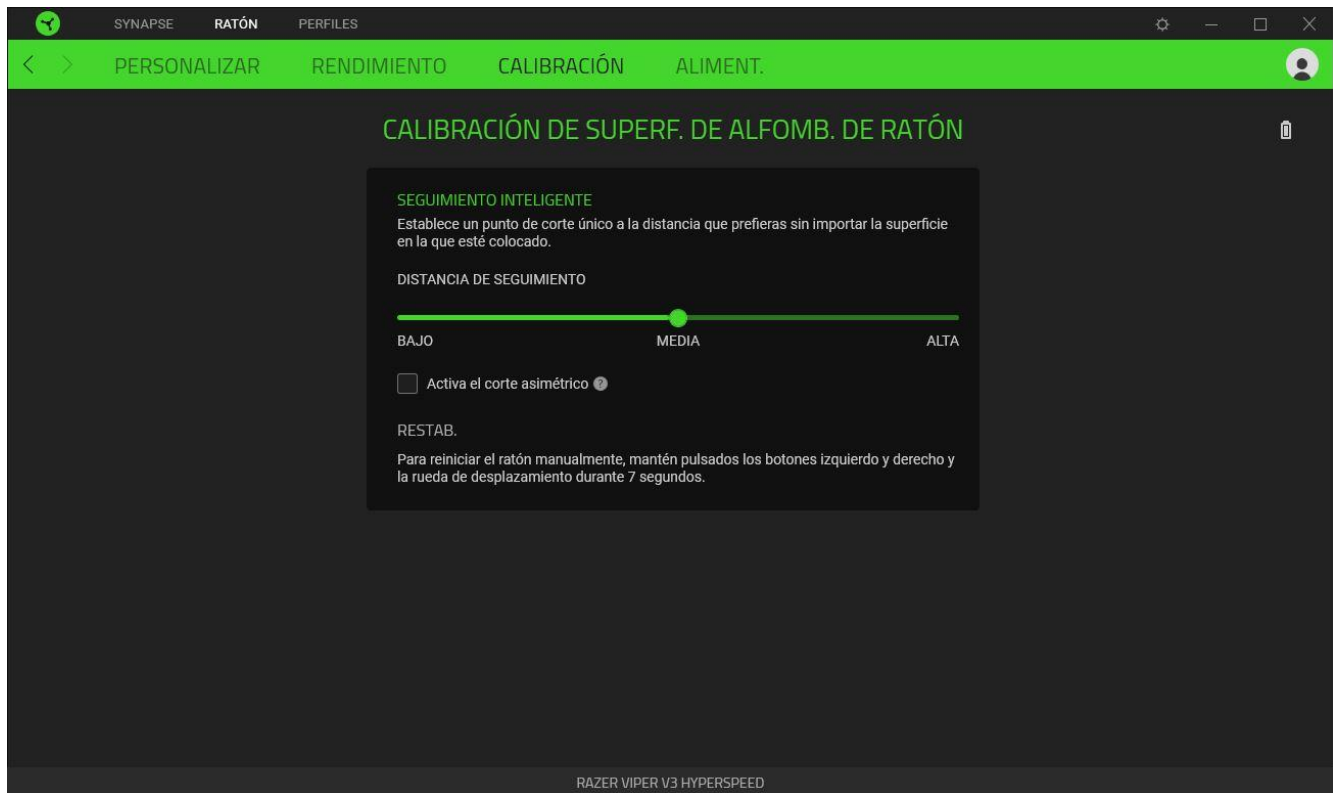 SYNAPSE RATÓN PERFILES
PERSONALIZAR RENDIMIENTO CALIBRACIÓN ALIMENT.
CALIBRACIÓN DE SUPERF. DE ALFOMB. DE RATÓN
SEGUIMIENTO INTELIGENTE
Establece un punto de corte único a la distancia que prefieras sin importar la superficie
en la que esté colocado.
DISTANCIA DE SEGUIMIENTO
BAJO MEDIA ALTA
Activa el corte asimétrico ?
RESTAB.
Para reiniciar el ratón manualmente, mantén pulsados los botones izquierdo y derecho y
la rueda de desplazamiento durante 7 segundos.
RAZER VIPER V3 HYPERSPEED